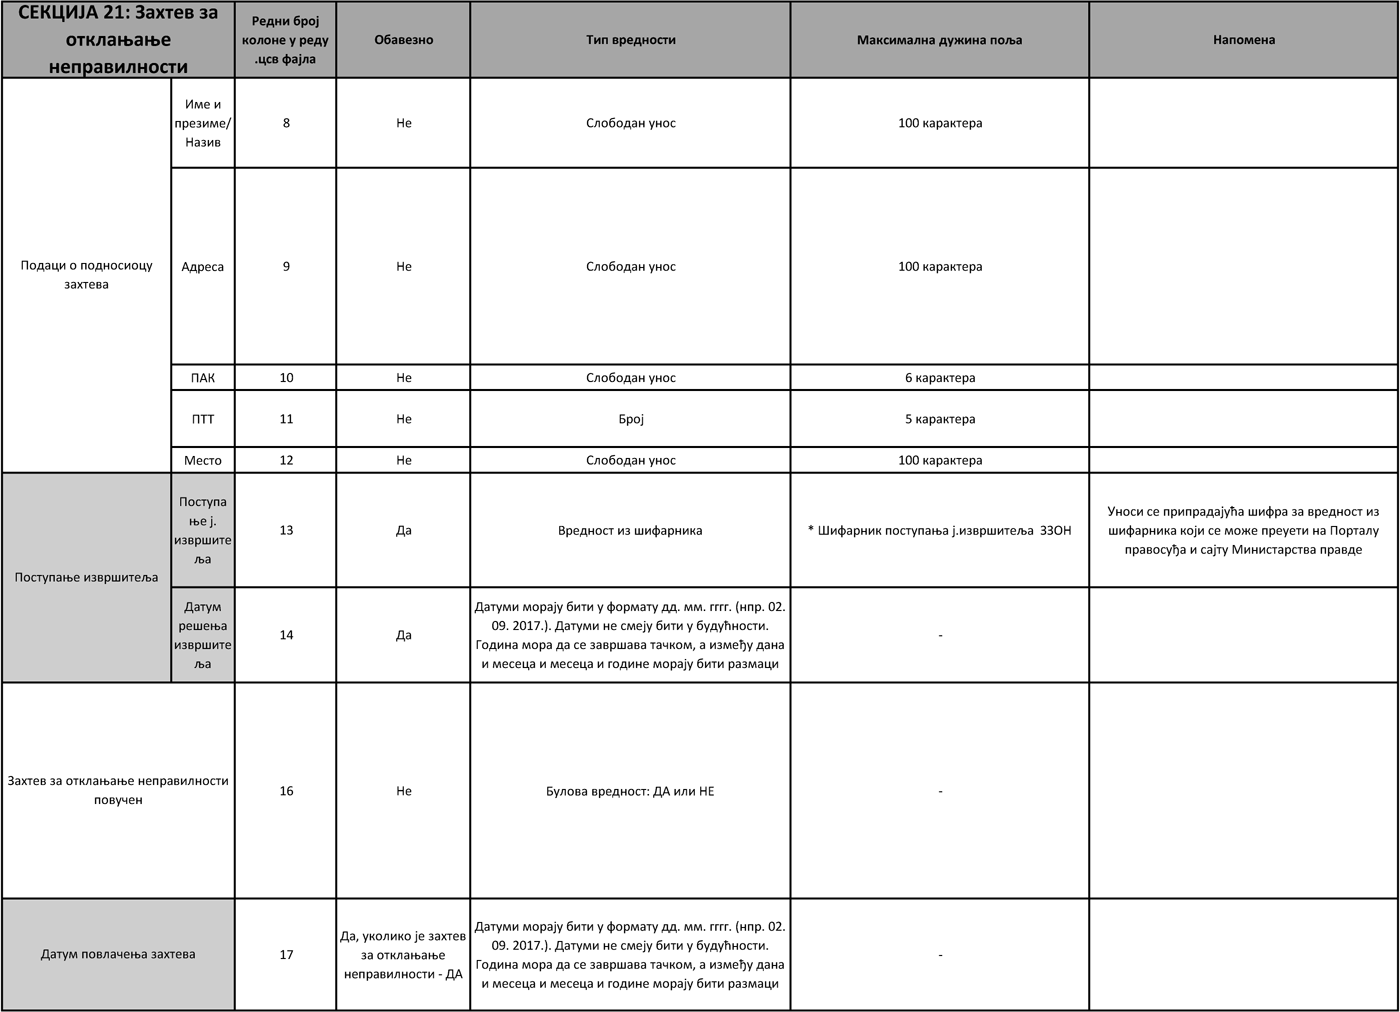 СЕКЦИЈА 21: Захтев за
отклањање
неправилности
Редни број
колоне у реду
.цсв фајла
Обавезно
Тип вредности
Максимална дужина поља
Напомена
Подаци о подносиоцу
захтева
Име и
презиме/
Назив
8
Не
Слободан унос
100 карактера
Адреса
9
Не
Слободан унос
100 карактера
ПАК
10
Не
Слободан унос
6 карактера
ПТТ
11
Не
Број
5 карактера
Место
12
Не
Слободан унос
100 карактера
Поступање извршитеља
Поступа
ње ј.
извршите
ља
13
Да
Вредност из шифарника
* Шифарник поступања ј.извршитеља ЗЗОН
Уноси се припрадајућа шифра за вредност из
шифарника који се може преуети на Порталу
правосуђа и сајту Министарства правде
Датум
решења
извршите
ља
14
Да
Датуми морају бити у формату дд. мм. гггг. (нпр. 02.
09. 2017.). Датуми не смеју бити у будућности.
Година мора да се завршава тачком, а између дана
и месеца и месеца и године морају бити размаци
-
Захтев за отклањање неправилности
повучен
16
Не
Булова вредност: ДА или НЕ
-
Датум повлачења захтева
17
Да, уколико је захтев
за отклањање
неправилности - ДА
Датуми морају бити у формату дд. мм. гггг. (нпр. 02.
09. 2017.). Датуми не смеју бити у будућности.
Година мора да се завршава тачком, а између дана
и месеца и месеца и године морају бити размаци
-